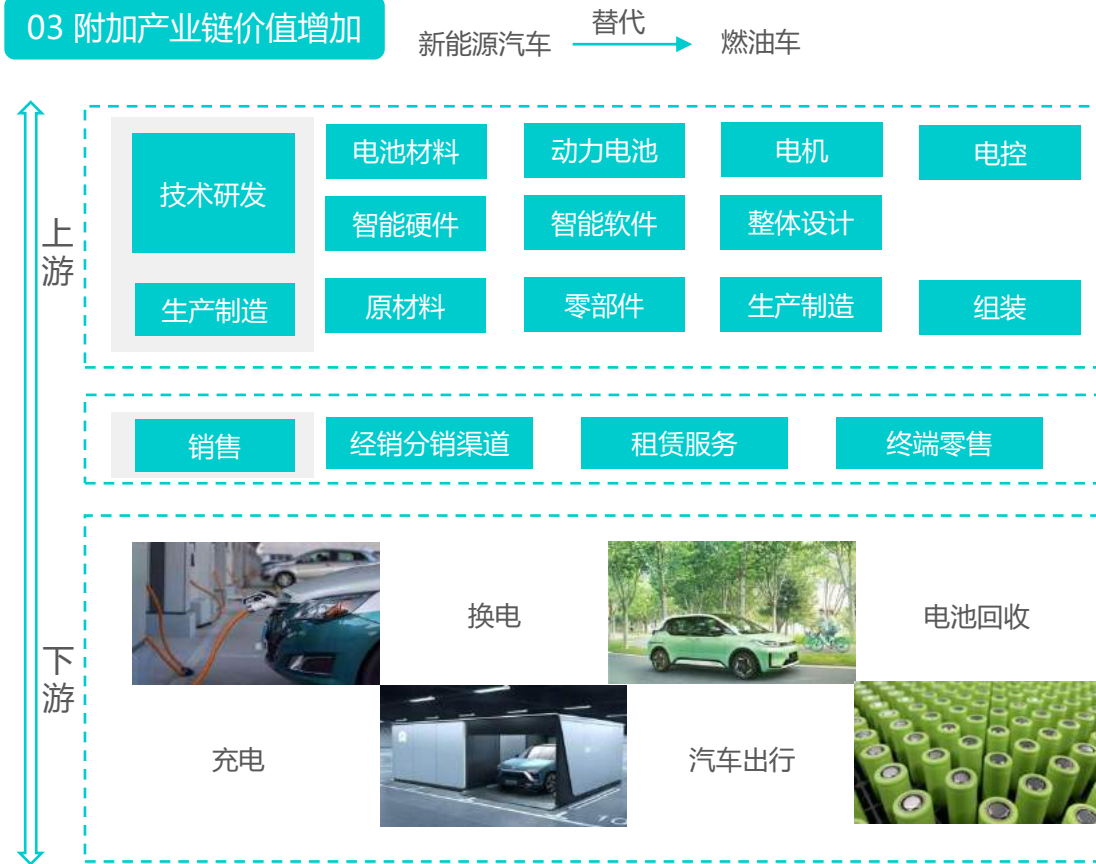 03 附加产业链价值增加
新能源汽车 替代 燃油车
上游
技术研发
电池材料 动力电池 电机 电控
智能硬件 智能软件 整体设计
生产制造 原材料 零部件 生产制造 组装
销售 经销分销渠道 租赁服务 终端零售
下游
换电 电池回收
充电 汽车出行